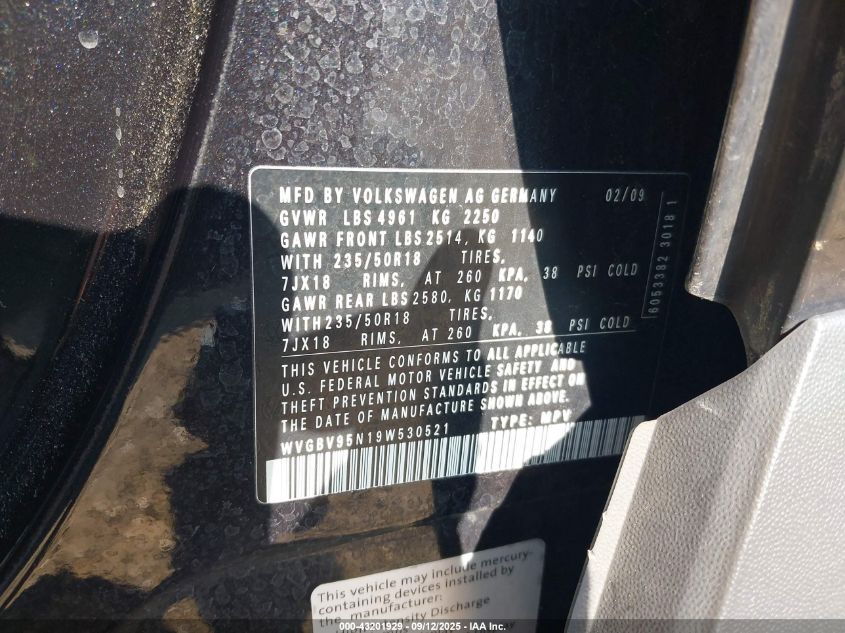 MFD BY VOLKSWAGEN AG GERMANY 02/09
GVWR LBS 4961 KG 2250
GAWR FRONT LBS 2514, KG 1140
WITH 235/50R18 TIRES,
7JX18 RIMS, AT 260 KPA, 38 PSI COLD
GAWR REAR LBS 2580, KG 1170
WITH 235/50R18 TIRES,
7JX18 RIMS, AT 260 KPA, 38 PSI COLD
THIS VEHICLE CONFORMS TO ALL APPLICABLE
U.S. FEDERAL MOTOR VEHICLE SAFETY AND
THEFT PREVENTION STANDARDS IN EFFECT ON
THE DATE OF MANUFACTURE SHOWN ABOVE.
WVGBV95N19W530521 TYPE: MPV
6053382 3018 1
This vehicle may include mercury-
containing devices installed by
the manufacturer:
Discharge
000-43201929 - 09/12/2025 - IAA Inc.